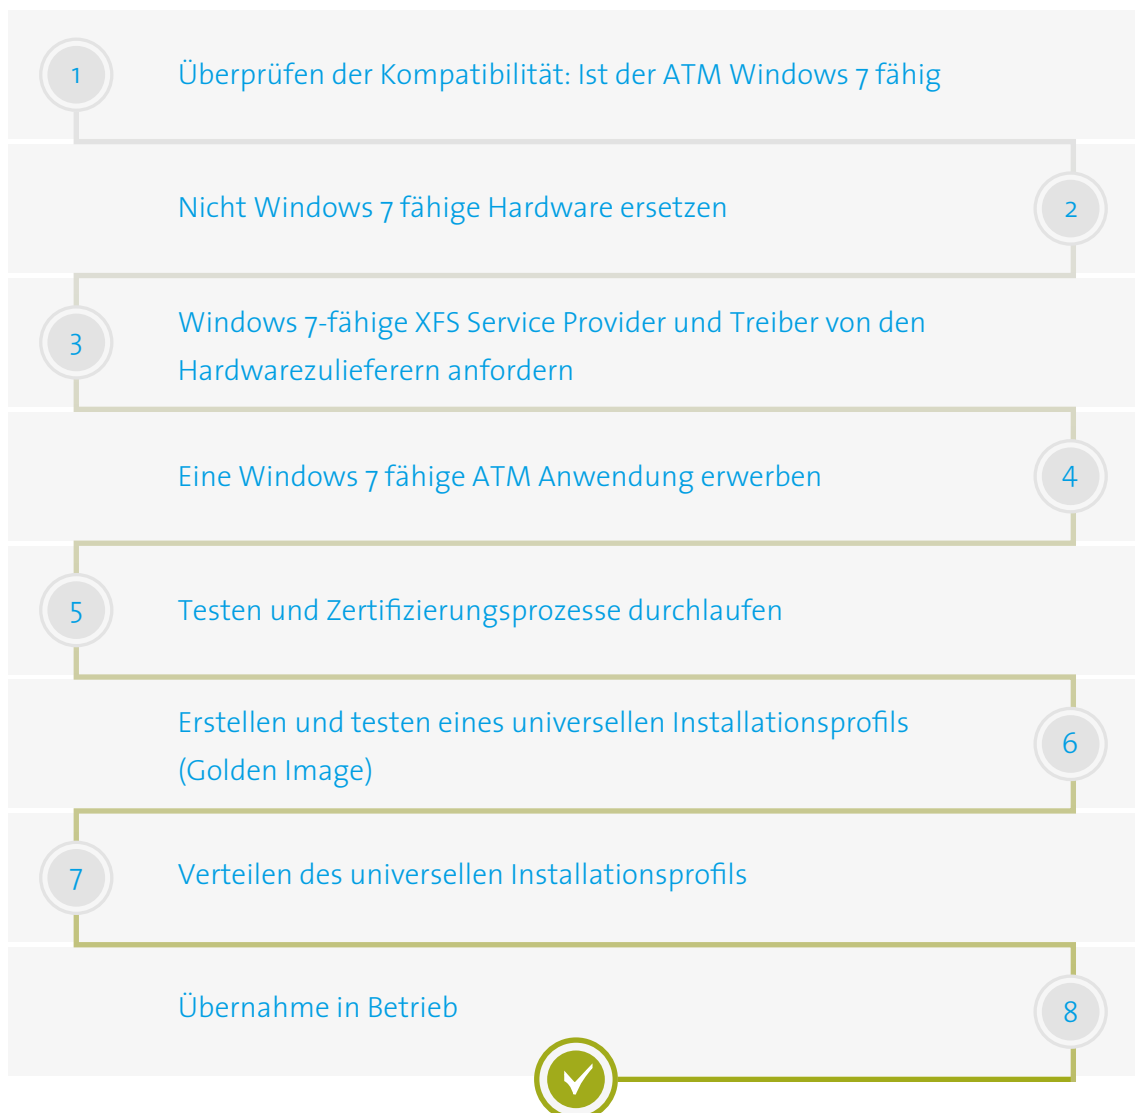 1
Überprüfen der Kompatibilität: Ist der ATM Windows 7 fähig
Nicht Windows 7 fähige Hardware ersetzen
2
3
Windows 7-fähige XFS Service Provider und Treiber von den
Hardwarezulieferern anfordern
Eine Windows 7 fähige ATM Anwendung erwerben
4
5
Testen und Zertifizierungsprozesse durchlaufen
Erstellen und testen eines universellen Installationsprofils
(Golden Image)
6
7
Verteilen des universellen Installationsprofils
Übernahme in Betrieb
8